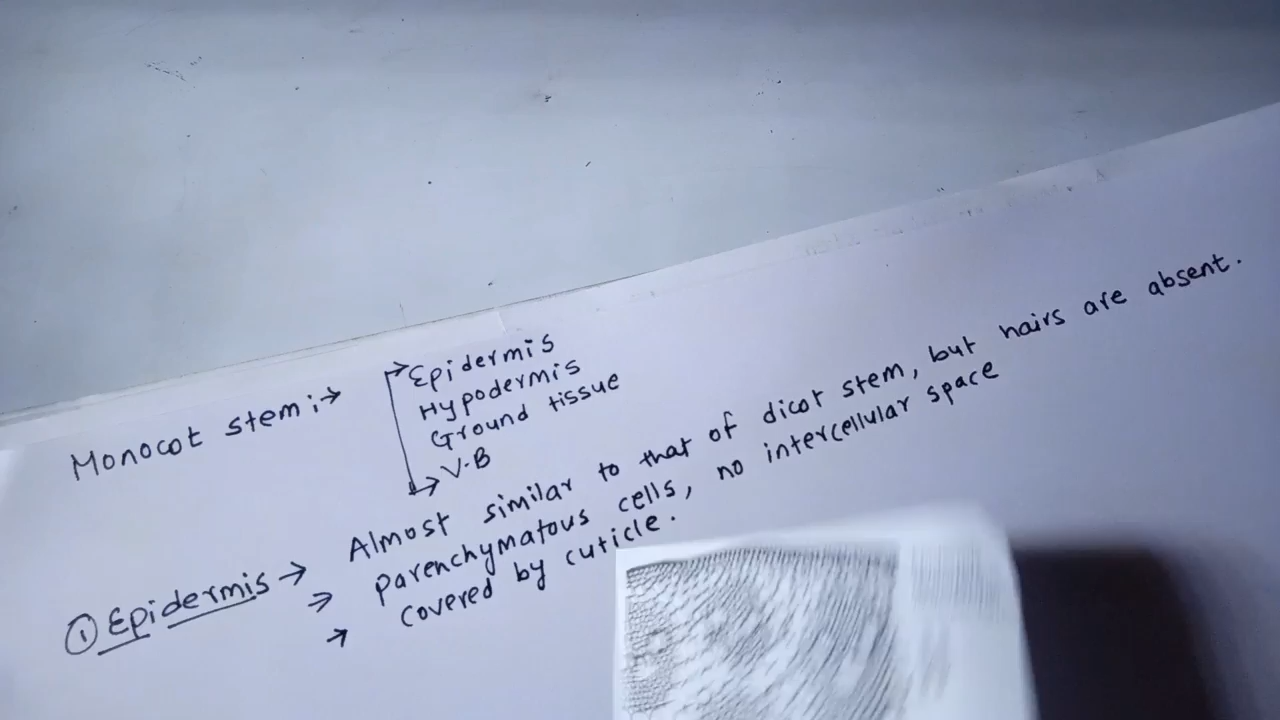 Monocot stem :→
Epidermis
Hypodermis
Ground tissue
V.B
① Epidermis → Almost similar to that of dicot stem, but hairs are absent.
→ parenchymatous cells, no intercellular space
→ covered by cuticle.